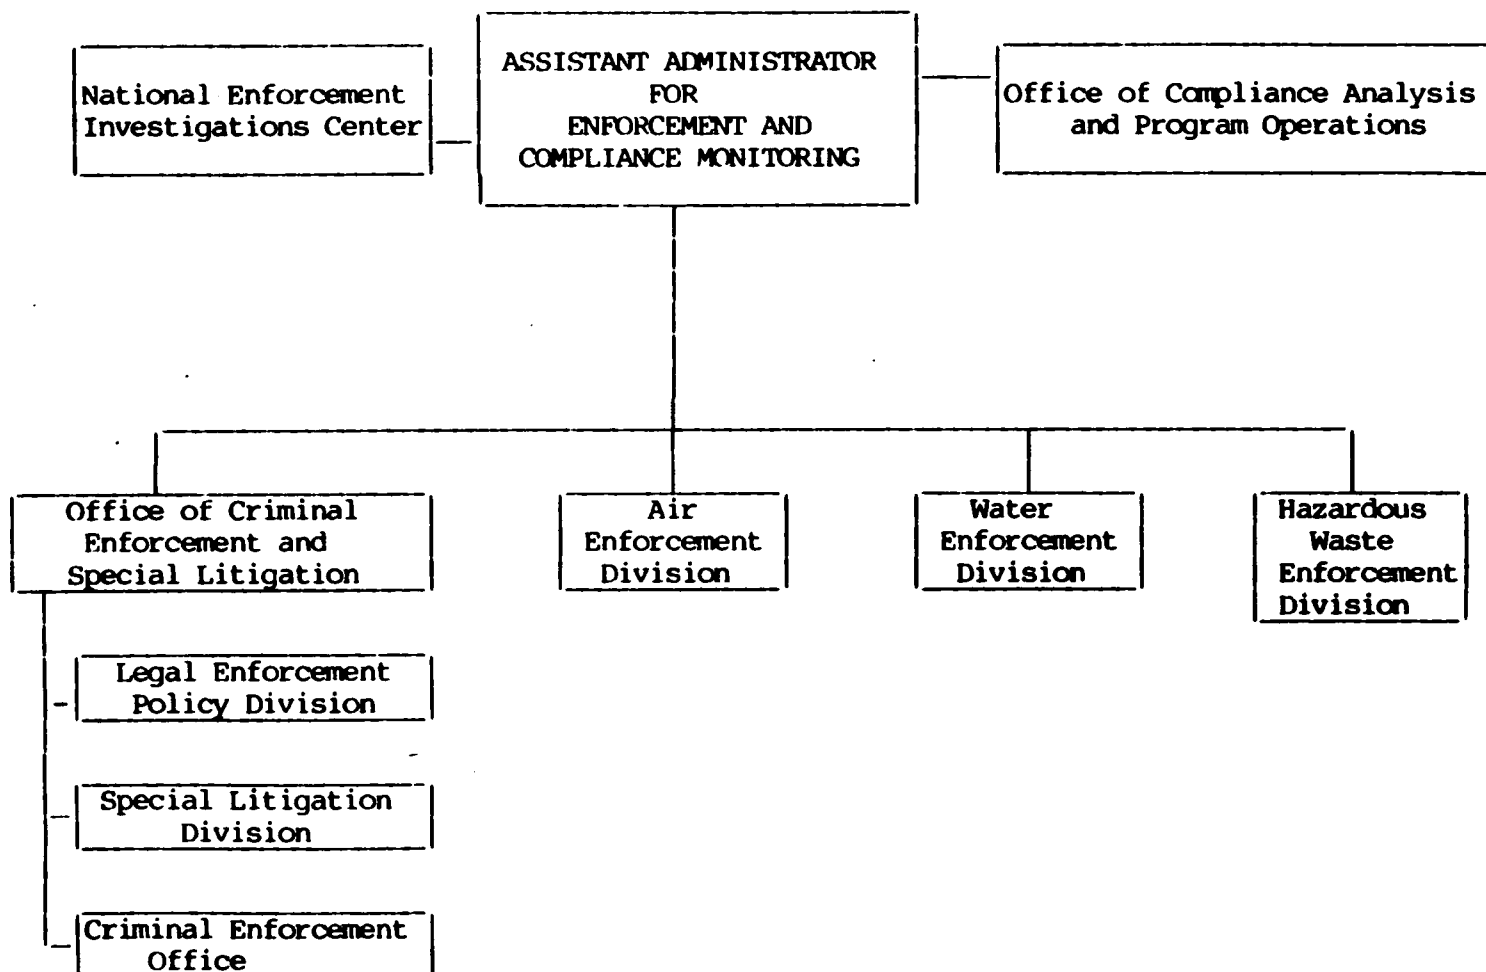 National Enforcement
Investigations Center
ASSISTANT ADMINISTRATOR
FOR
ENFORCEMENT AND
COMPLIANCE MONITORING
Office of Compliance Analysis
and Program Operations
Office of Criminal
Enforcement and
Special Litigation
Air
Enforcement
Division
Water
Enforcement
Division
Hazardous
Waste
Enforcement
Division
Legal Enforcement
Policy Division
Special Litigation
Division
Criminal Enforcement
Office